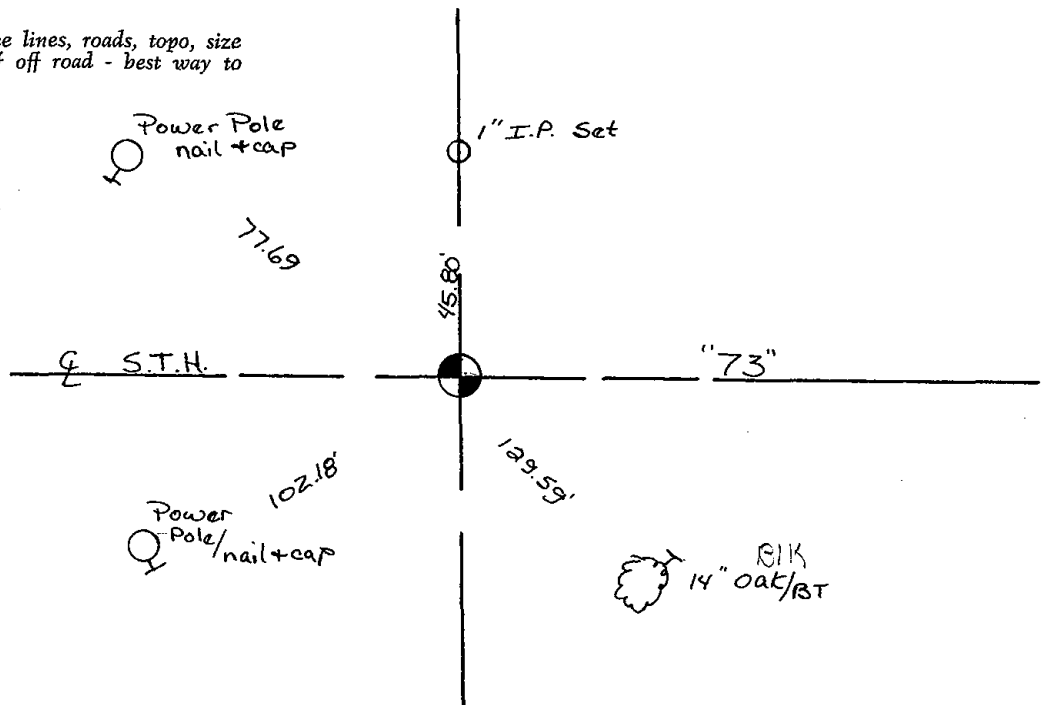 e lines, roads, topo, size
off road - best way to
Power Pole
nail + cap
1" I.P. Set
77.69
45.80'
℄ S.T.H.
"73"
102.18'
129.59'
Power
Pole/nail + cap
Blk
14" Oak/BT